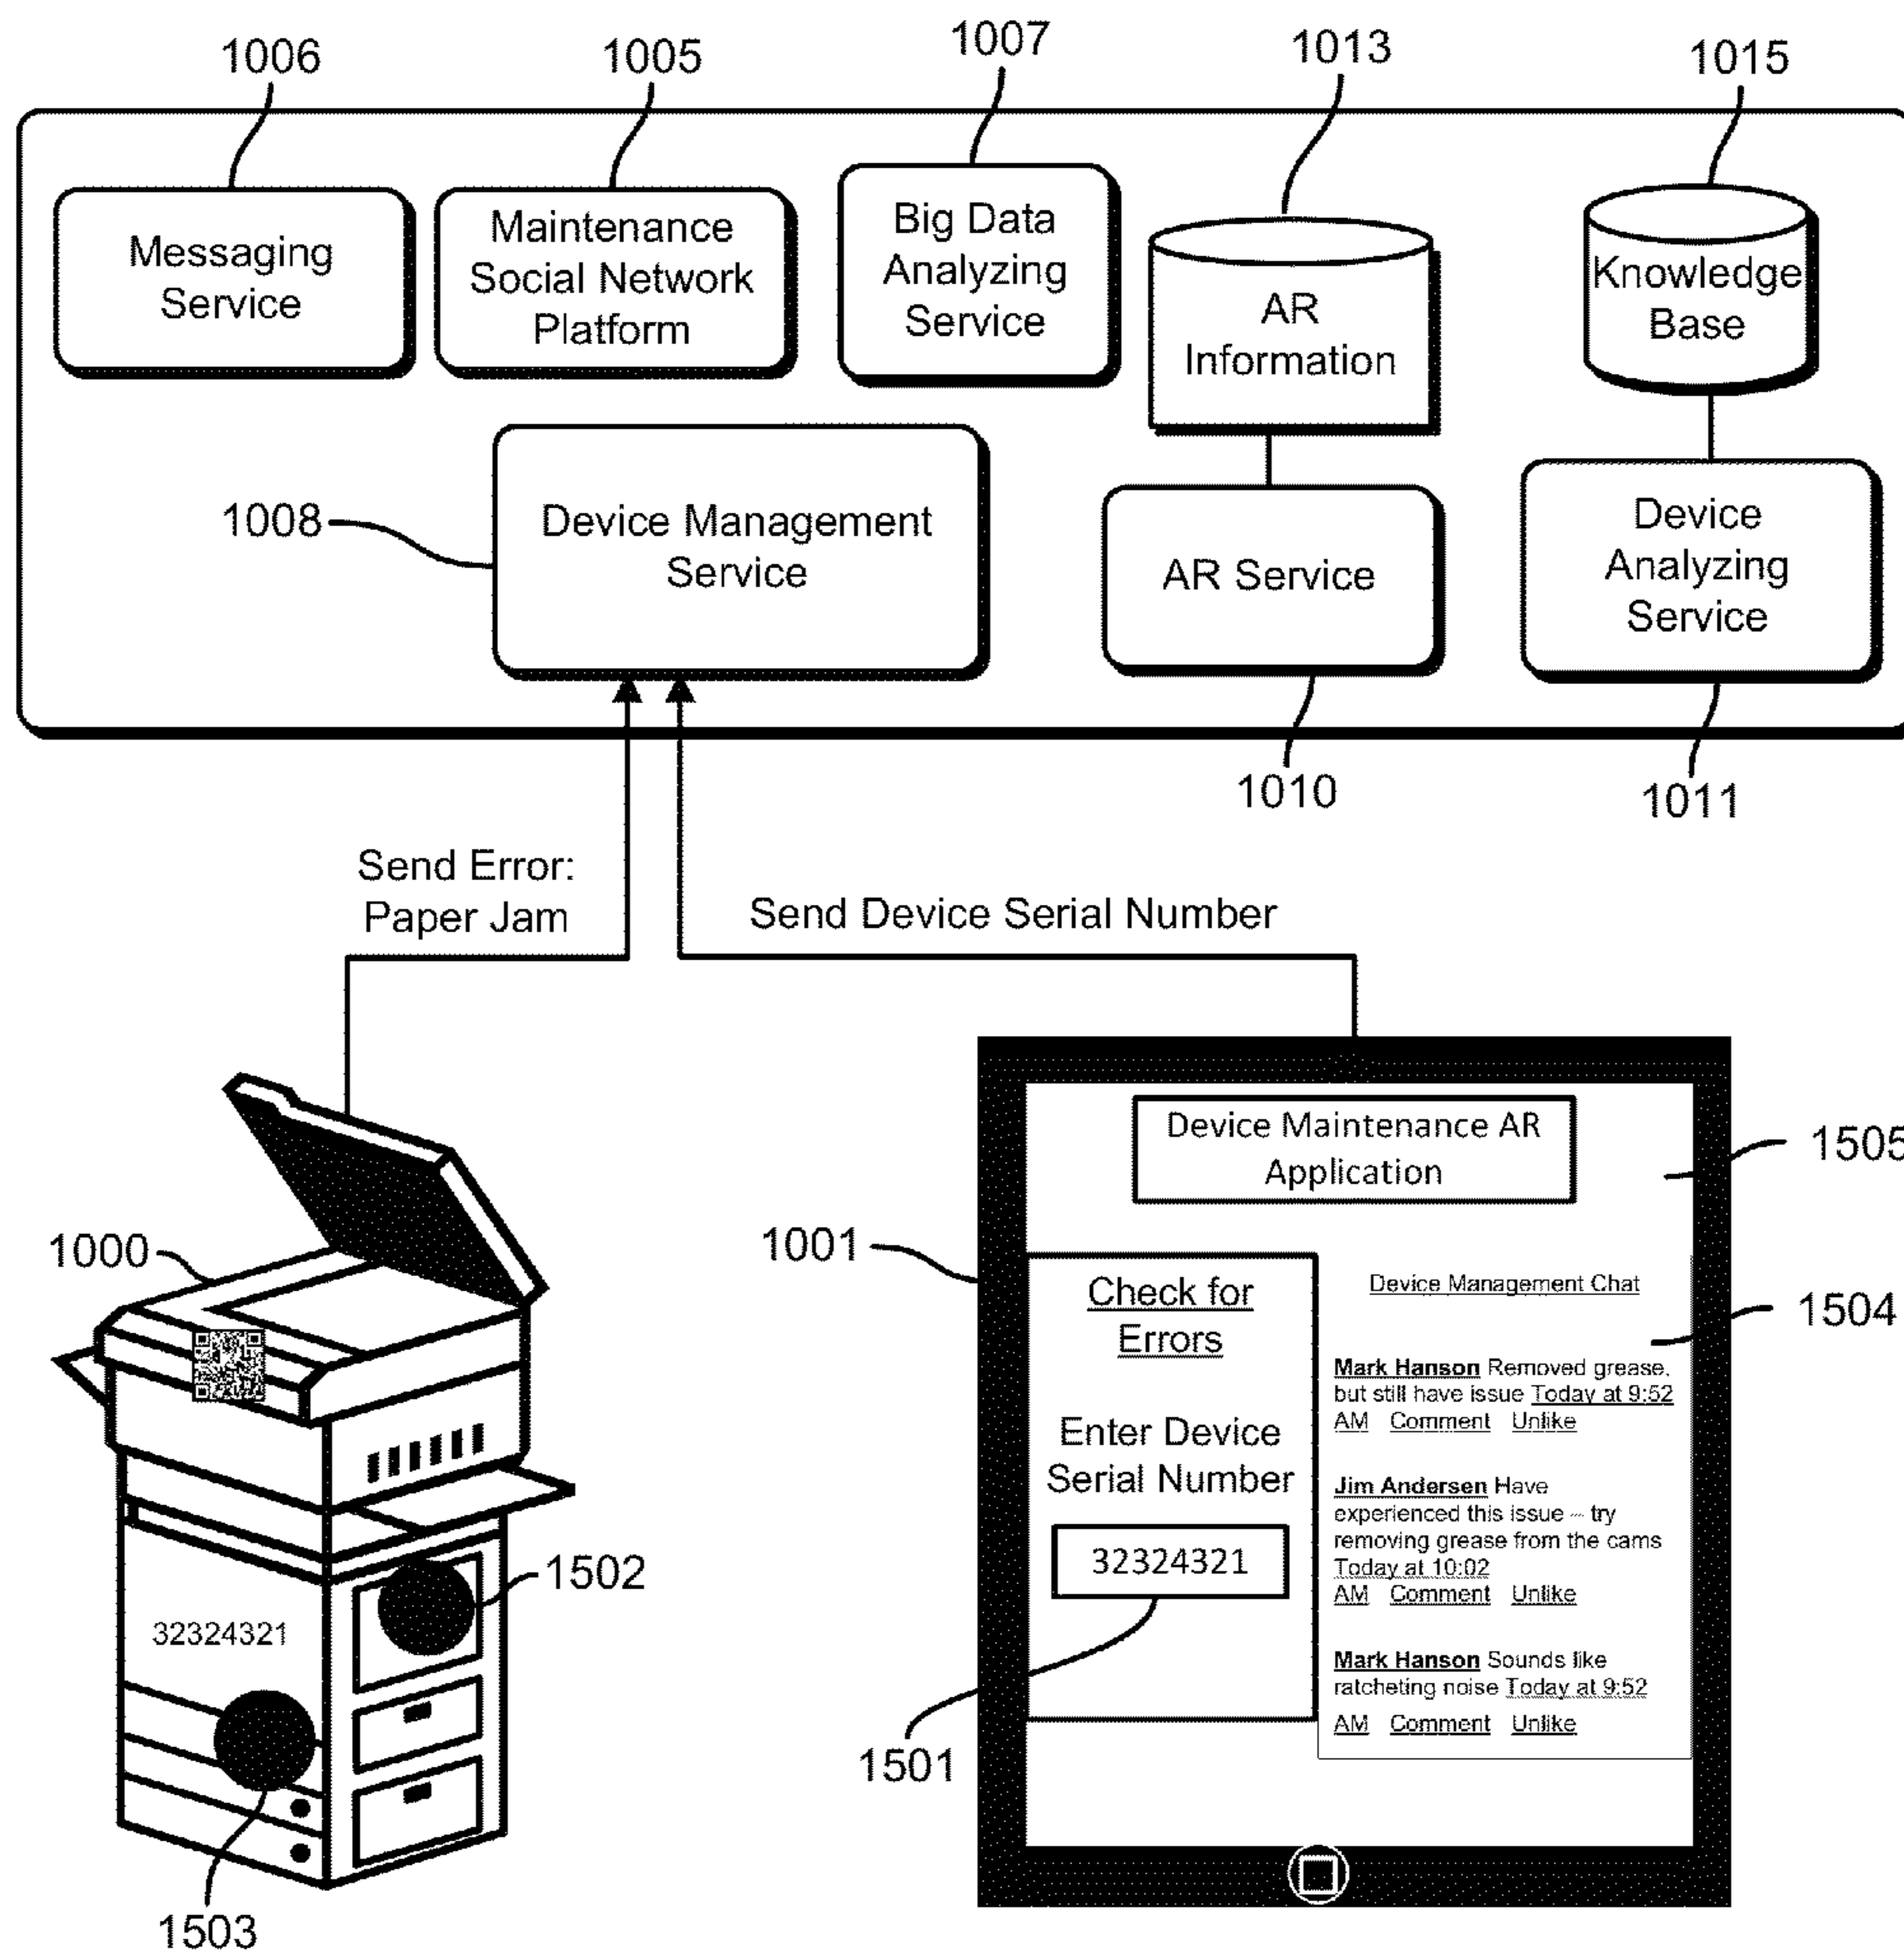 1006
1005
1007
1013
1015
Messaging
Service
Maintenance
Social Network
Platform
Big Data
Analyzing
Service
AR
Information
Knowledge
Base
1008
Device Management
Service
AR Service
Device
Analyzing
Service
1010
1011
Send Error:
Paper Jam
Send Device Serial Number
1000
32324321
1502
1503
1001
Device Maintenance AR
Application
1505
Check for
Errors
Enter Device
Serial Number
32324321
1501
Device Management Chat
1504
Mark Hanson Removed grease,
but still have issue Today at 9:52
AM Comment Unlike
Jim Andersen Have
experienced this issue -- try
removing grease from the cams
Today at 10:02
AM Comment Unlike
Mark Hanson Sounds like
ratcheting noise Today at 9:52
AM Comment Unlike